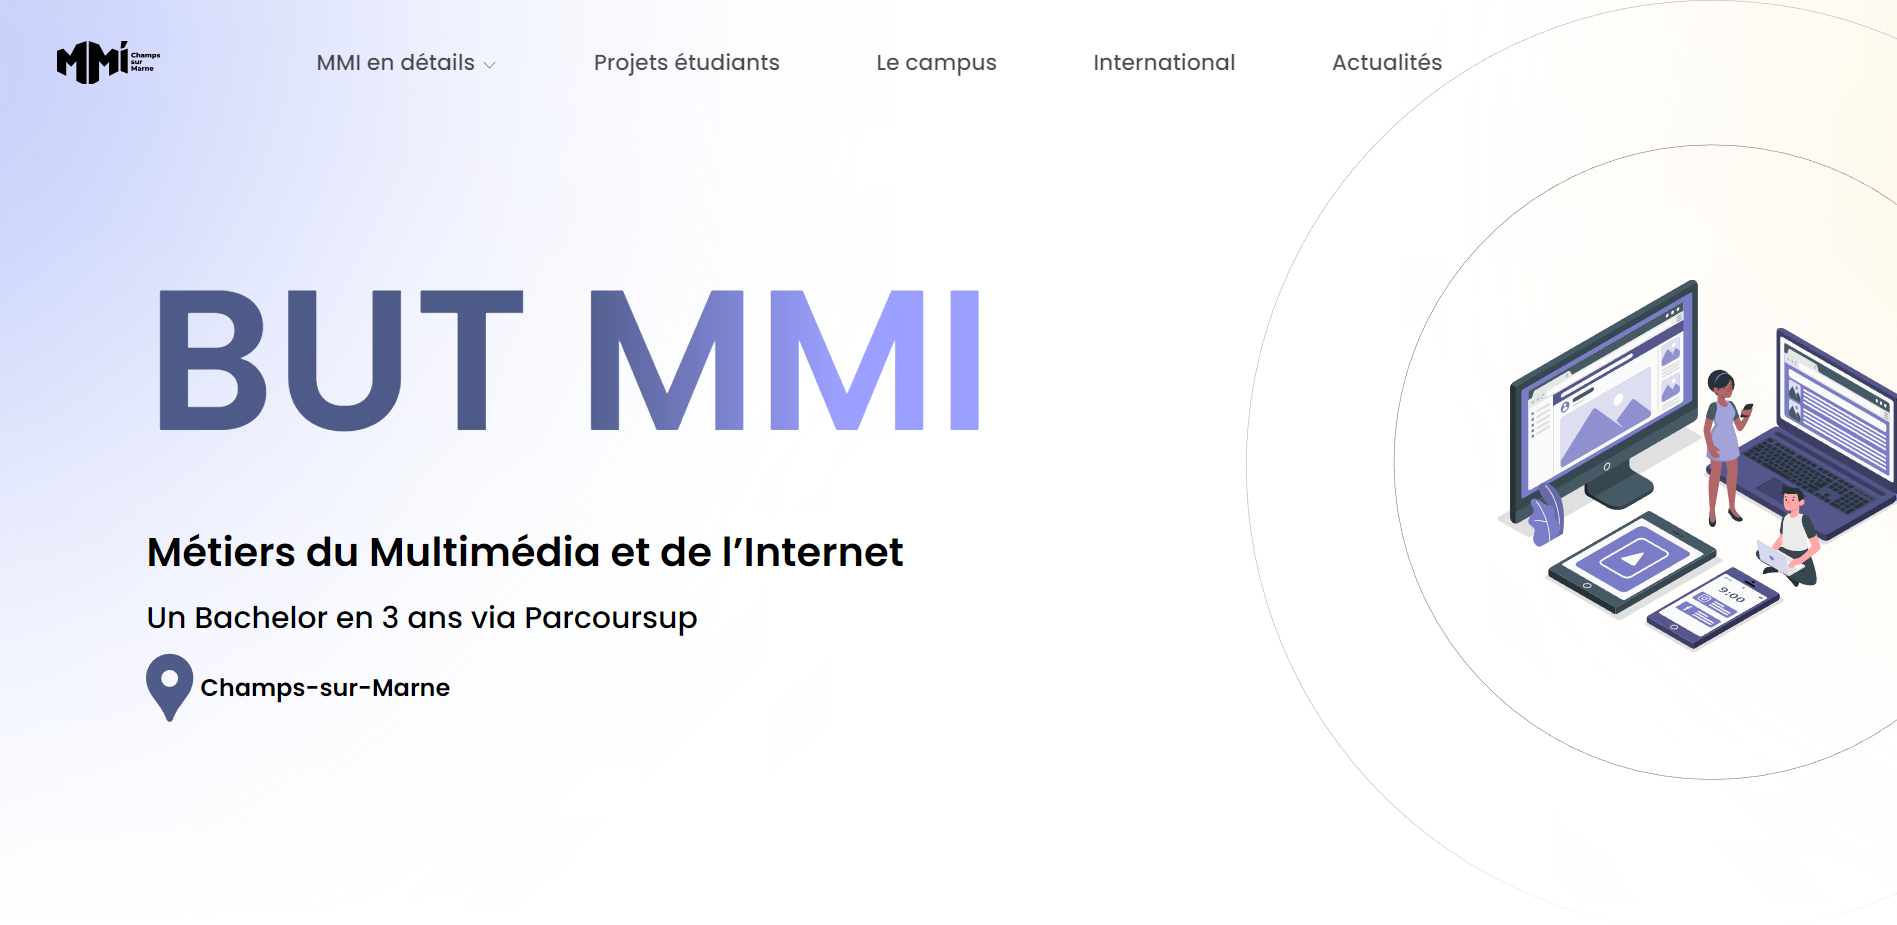 MMi Champs
sur
Marne
MMI en détails
Projets étudiants
Le campus
International
Actualités
BUT MMI
Métiers du Multimédia et de l’Internet
Un Bachelor en 3 ans via Parcoursup
Champs-sur-Marne
9:00